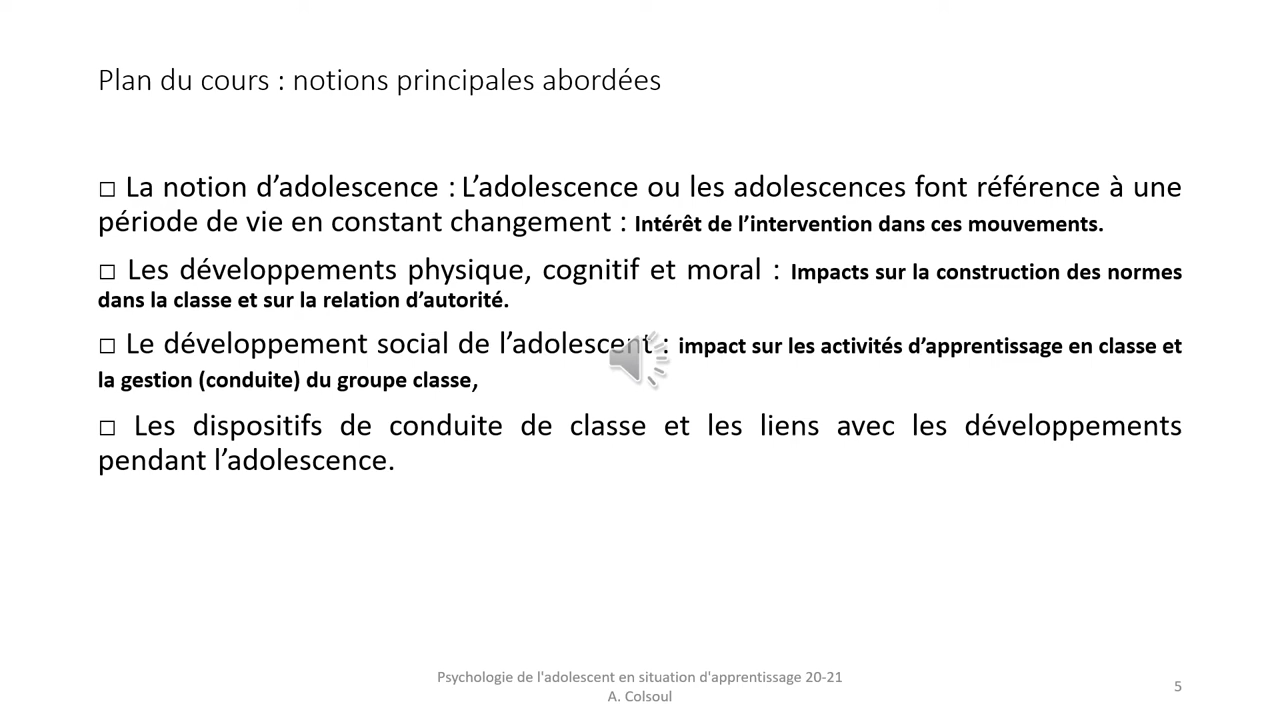 Plan du cours : notions principales abordées
□ La notion d’adolescence : L’adolescence ou les adolescences font référence à une
période de vie en constant changement : Intérêt de l’intervention dans ces mouvements.
□ Les développements physique, cognitif et moral : Impacts sur la construction des normes
dans la classe et sur la relation d’autorité.
□ Le développement social de l’adolescent : impact sur les activités d’apprentissage en classe et
la gestion (conduite) du groupe classe,
□ Les dispositifs de conduite de classe et les liens avec les développements
pendant l’adolescence.
Psychologie de l'adolescent en situation d'apprentissage 20-21
A. Colsoul
5